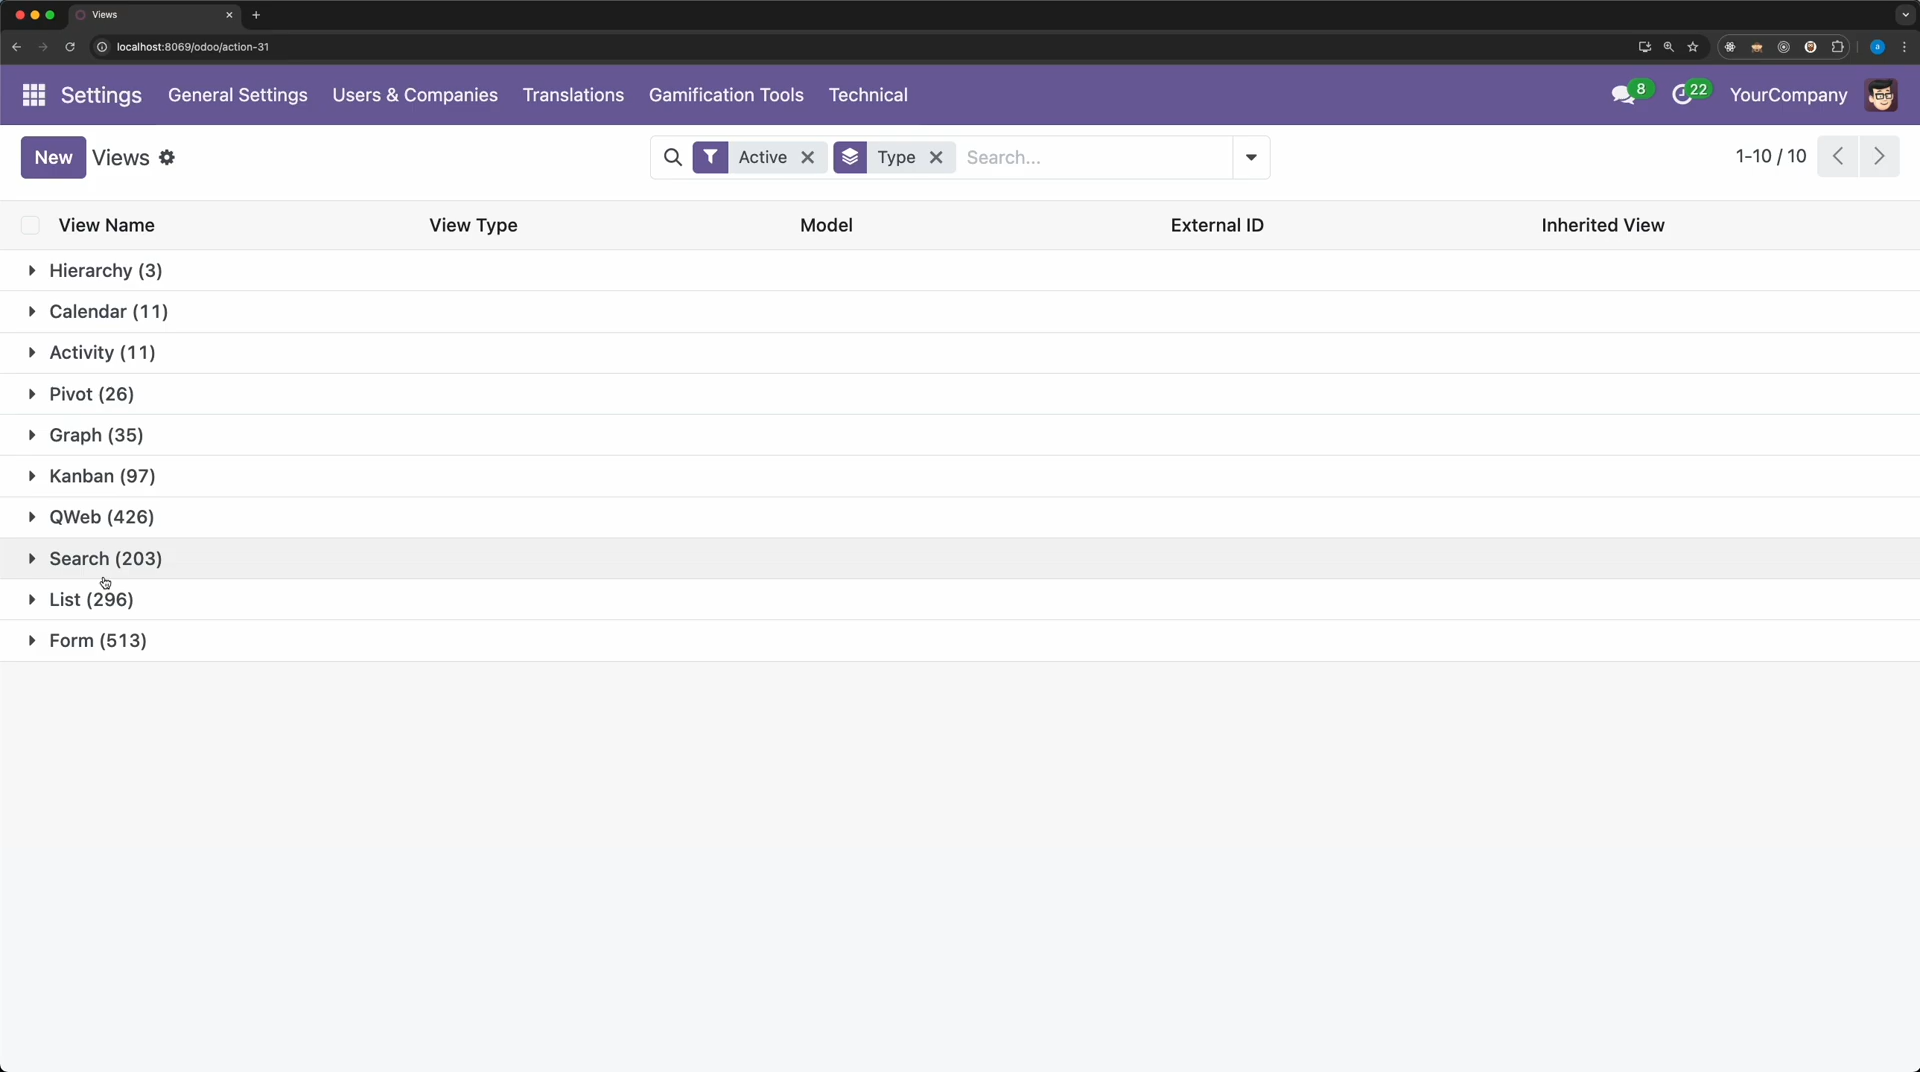 Views
localhost:8069/odoo/action-31
a
Settings General Settings Users & Companies Translations Gamification Tools Technical 8 22 YourCompany
New Views Active Type Search... 1-10 / 10
View Name View Type Model External ID Inherited View
Hierarchy (3)
Calendar (11)
Activity (11)
Pivot (26)
Graph (35)
Kanban (97)
QWeb (426)
Search (203)
List (296)
Form (513)